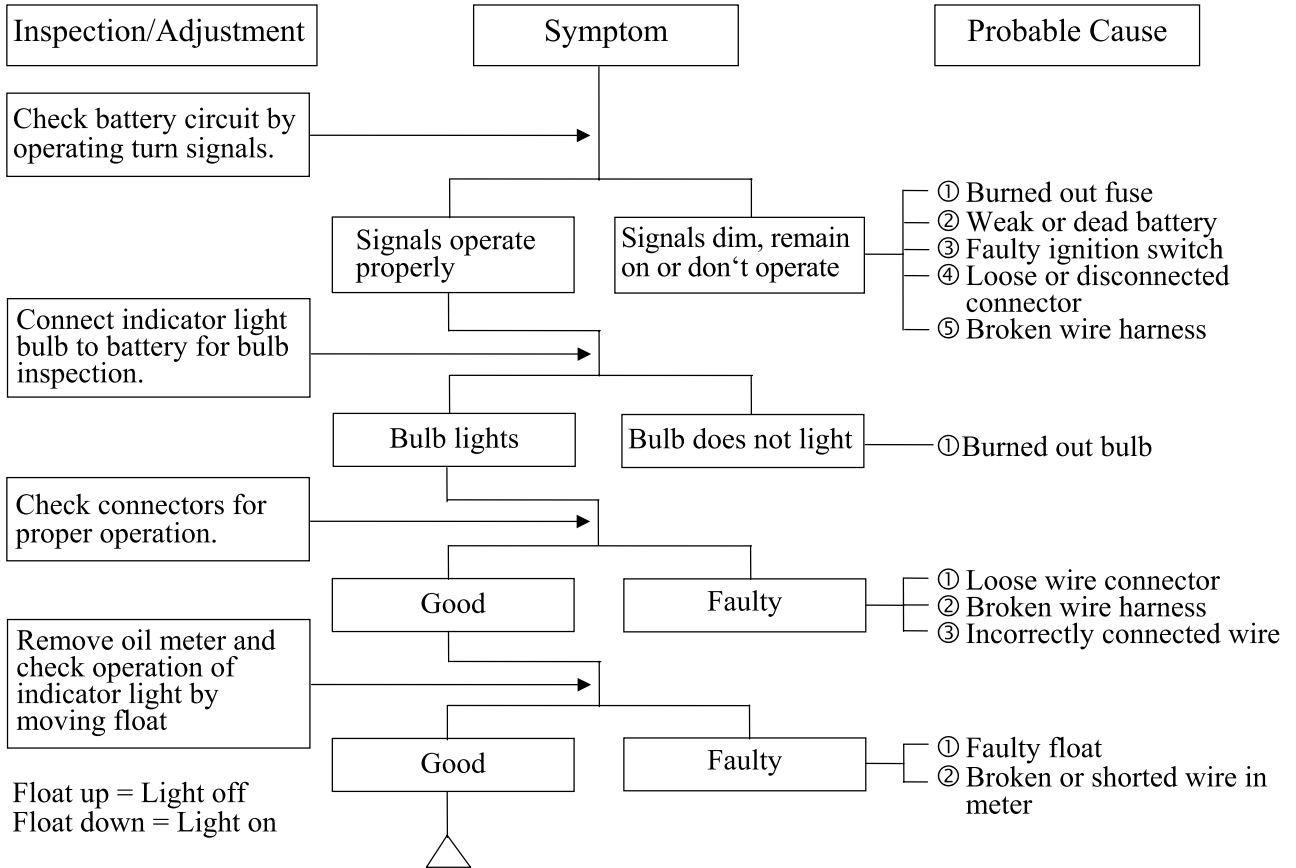 Inspection/Adjustment
Symptom
Probable Cause
Check battery circuit by
operating turn signals.
Signals operate
properly
Signals dim, remain
on or don‘t operate
① Burned out fuse
② Weak or dead battery
③ Faulty ignition switch
④ Loose or disconnected
connector
⑤ Broken wire harness
Connect indicator light
bulb to battery for bulb
inspection.
Bulb lights
Bulb does not light
①Burned out bulb
Check connectors for
proper operation.
Good
Faulty
① Loose wire connector
② Broken wire harness
③ Incorrectly connected wire
Remove oil meter and
check operation of
indicator light by
moving float
Good
Faulty
① Faulty float
② Broken or shorted wire in
meter
Float up = Light off
Float down = Light on